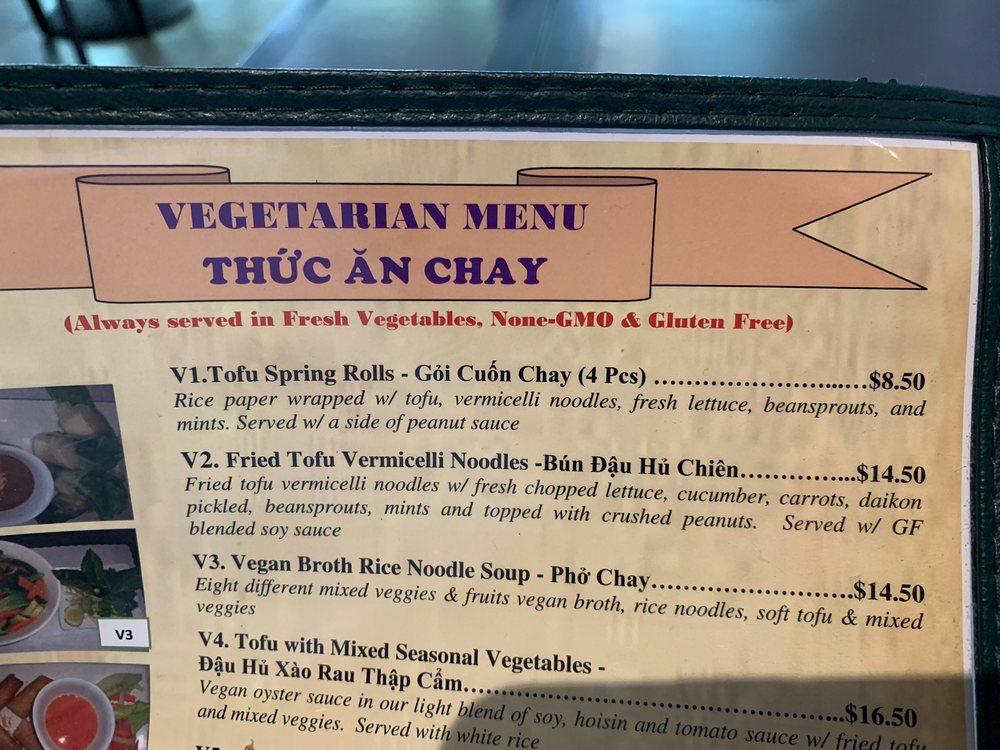 VEGETARIAN MENU
THỨC ĂN CHAY
(Always served in Fresh Vegetables, None-GMO & Gluten Free)
V1.Tofu Spring Rolls - Gỏi Cuốn Chay (4 Pcs) ........................$8.50
Rice paper wrapped w/ tofu, vermicelli noodles, fresh lettuce, beansprouts, and
mints. Served w/ a side of peanut sauce
V2. Fried Tofu Vermicelli Noodles -Bún Đậu Hủ Chiên...............$14.50
Fried tofu vermicelli noodles w/ fresh chopped lettuce, cucumber, carrots, daikon
pickled, beansprouts, mints and topped with crushed peanuts. Served w/ GF
blended soy sauce
V3. Vegan Broth Rice Noodle Soup - Phở Chay.........................$14.50
Eight different mixed veggies & fruits vegan broth, rice noodles, soft tofu & mixed
veggies
V3
V4. Tofu with Mixed Seasonal Vegetables -
Đậu Hủ Xào Rau Thập Cẩm..............................................$16.50
Vegan oyster sauce in our light blend of soy, hoisin and tomato sauce w/ fried tofu
and mixed veggies. Served with white rice